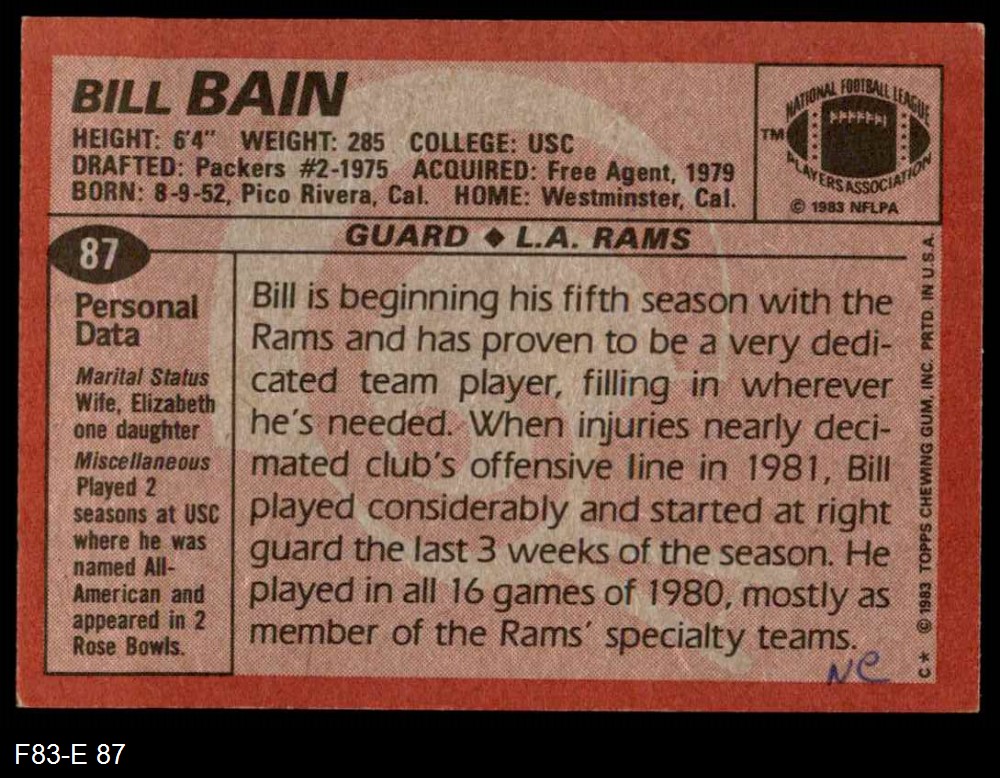 BILL BAIN
HEIGHT: 6'4" WEIGHT: 285 COLLEGE: USC
DRAFTED: Packers #2-1975 ACQUIRED: Free Agent, 1979
BORN: 8-9-52, Pico Rivera, Cal. HOME: Westminster, Cal.
NATIONAL FOOTBALL LEAGUE
TM
PLAYERS ASSOCIATION
© 1983 NFLPA
87
GUARD ◆ L.A. RAMS
Personal
Data
Marital Status
Wife, Elizabeth
one daughter
Miscellaneous
Played 2
seasons at USC
where he was
named All-
American and
appeared in 2
Rose Bowls.
Bill is beginning his fifth season with the
Rams and has proven to be a very dedi-
cated team player, filling in wherever
he's needed. When injuries nearly deci-
mated club's offensive line in 1981, Bill
played considerably and started at right
guard the last 3 weeks of the season. He
played in all 16 games of 1980, mostly as
member of the Rams' specialty teams.
C* © 1983 TOPPS CHEWING GUM, INC. PRTD. IN U.S.A.
NC
F83-E 87